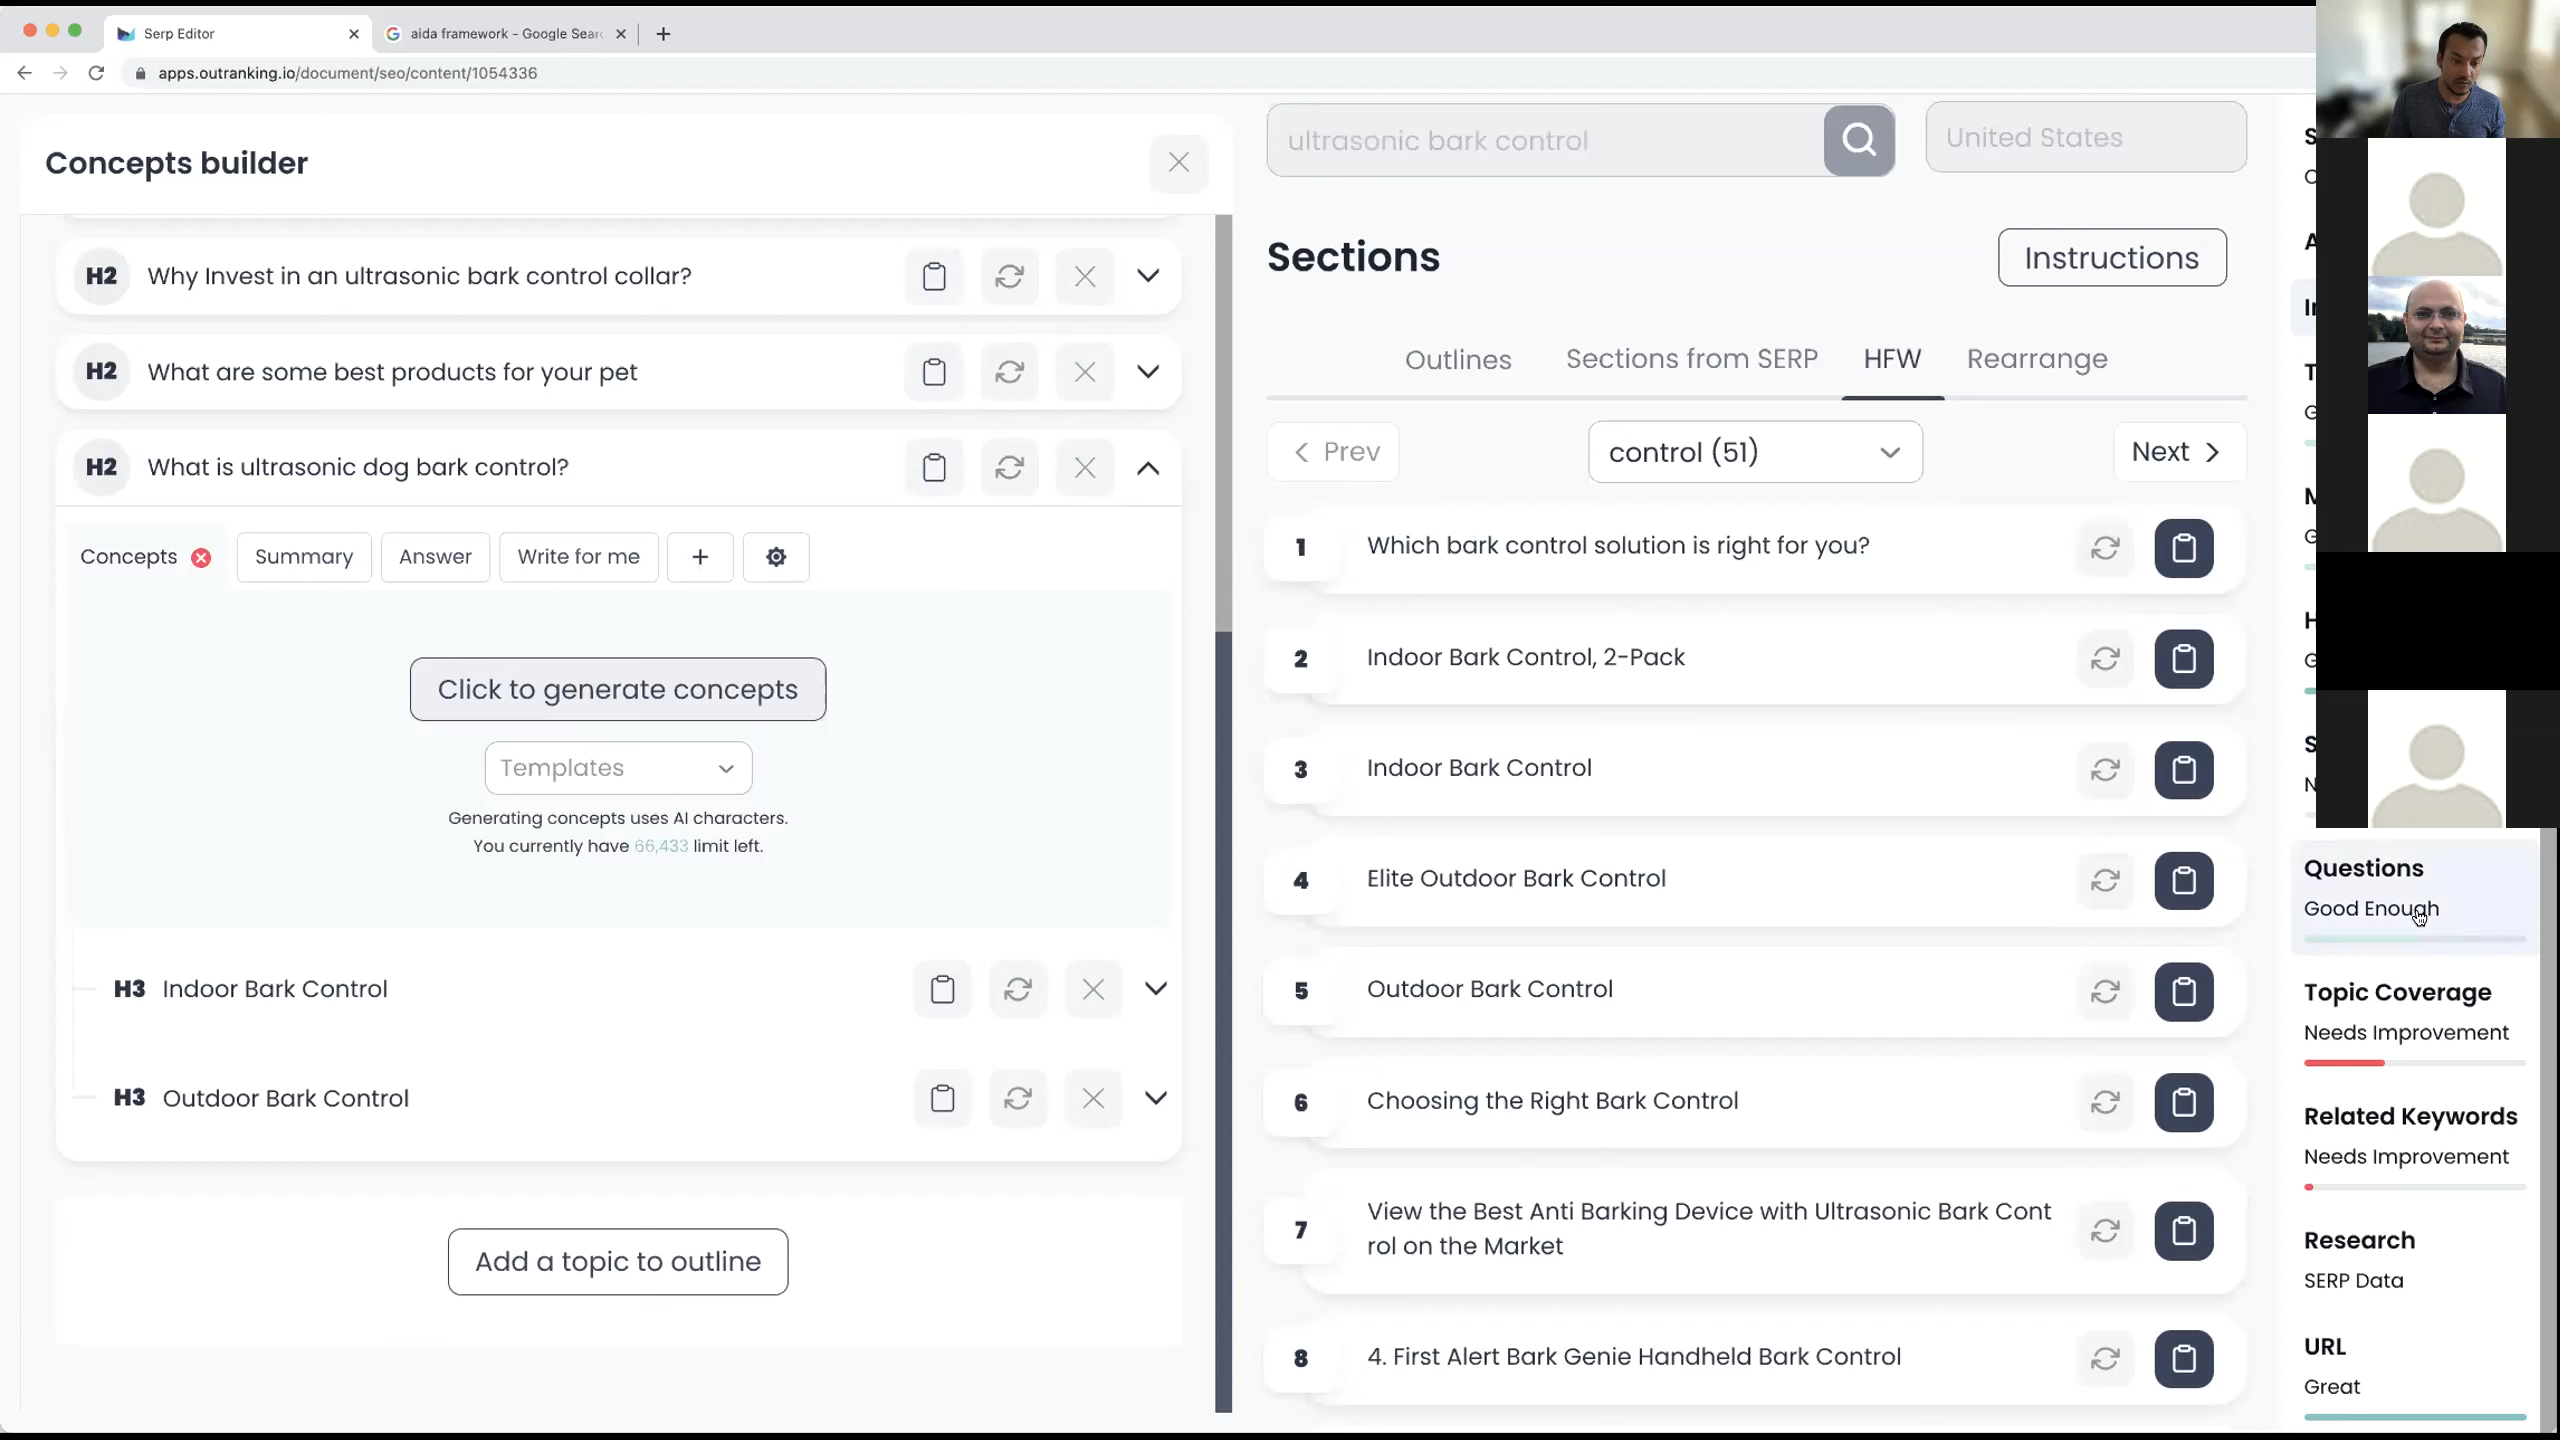 Serp Editor
aida framework - Google Sear
apps.outranking.io/document/seo/content/1054336
Concepts builder
H2 Why Invest in an ultrasonic bark control collar?
H2 What are some best products for your pet
H2 What is ultrasonic dog bark control?
Concepts Summary Answer Write for me +
Click to generate concepts
Templates
Generating concepts uses AI characters.
You currently have 66,433 limit left.
H3 Indoor Bark Control
H3 Outdoor Bark Control
Add a topic to outline
ultrasonic bark control
United States
Sections
Instructions
Outlines Sections from SERP HFW Rearrange
Prev
control (51)
Next
1 Which bark control solution is right for you?
2 Indoor Bark Control, 2-Pack
3 Indoor Bark Control
4 Elite Outdoor Bark Control
5 Outdoor Bark Control
6 Choosing the Right Bark Control
7 View the Best Anti Barking Device with Ultrasonic Bark Cont
rol on the Market
8 4. First Alert Bark Genie Handheld Bark Control
Questions
Good Enough
Topic Coverage
Needs Improvement
Related Keywords
Needs Improvement
Research
SERP Data
URL
Great